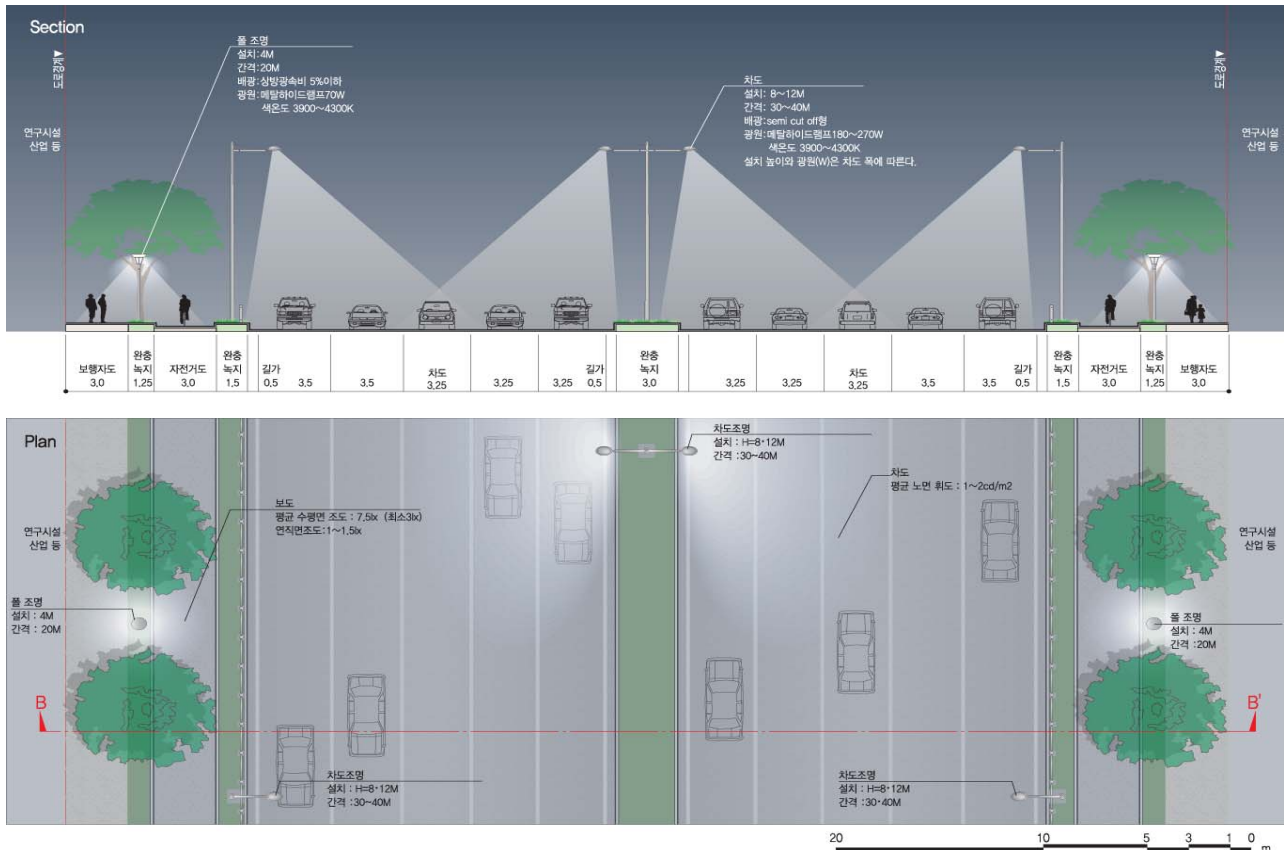 Section
도로경계
폴 조명
설치:4M
간격:20M
배광:상방광속비 5%이하
광원:메탈하이드램프70W
색온도 3900~4300K
차도
설치: 8~12M
간격: 30~40M
배광:semi cut off형
광원:메탈하이드램프180~270W
색온도 3900~4300K
설치 높이와 광원(W)은 차도 폭에 따른다.
도로경계
연구시설
산업 등
연구시설
산업 등
보행자도
3,0
완충
녹지
1,25
자전거도
3,0
완충
녹지
1,5
길가
0,5
3,5
3,5
차도
3,25
3,25
3,25
길가
0,5
완충
녹지
3,0
3,25
3,25
차도
3,25
3,5
3,5
길가
0,5
완충
녹지
1,5
자전거도
3,0
완충
녹지
1,25
보행자도
3,0
Plan
차도조명
설치 : H=8·12M
간격 :30~40M
차도
평균 노면 휘도 : 1~2cd/m2
보도
평균 수평면 조도 : 7,5lx (최소3lx)
연직면조도:1~1,5lx
연구시설
산업 등
연구시설
산업 등
폴 조명
설치 : 4M
간격 : 20M
폴 조명
설치 : 4M
간격 : 20M
B
B'
차도조명
설치 : H=8·12M
간격 :30~40M
차도조명
설치 : H=8·12M
간격 :30·40M
20
10
5
3
1
0
m